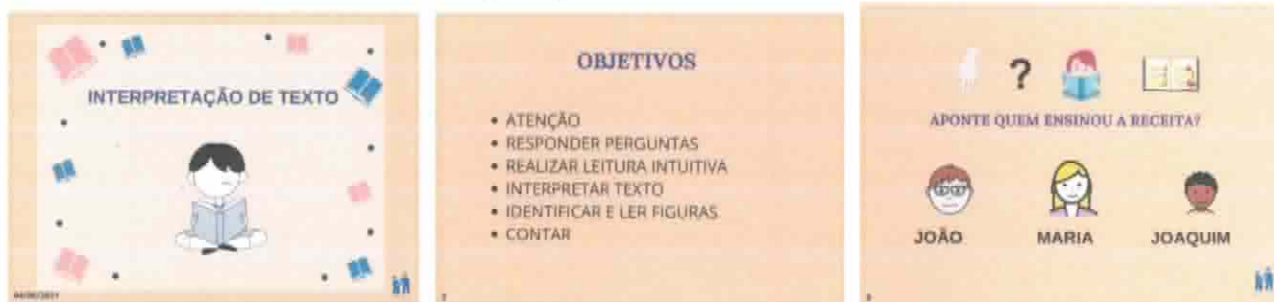 INTERPRETAÇÃO DE TEXTO
OBJETIVOS
• ATENÇÃO
• RESPONDER PERGUNTAS
• REALIZAR LEITURA INTUITIVA
• INTERPRETAR TEXTO
• IDENTIFICAR E LER FIGURAS
• CONTAR
?
APONTE QUEM ENSINOU A RECEITA?
JOÃO
MARIA
JOAQUIM